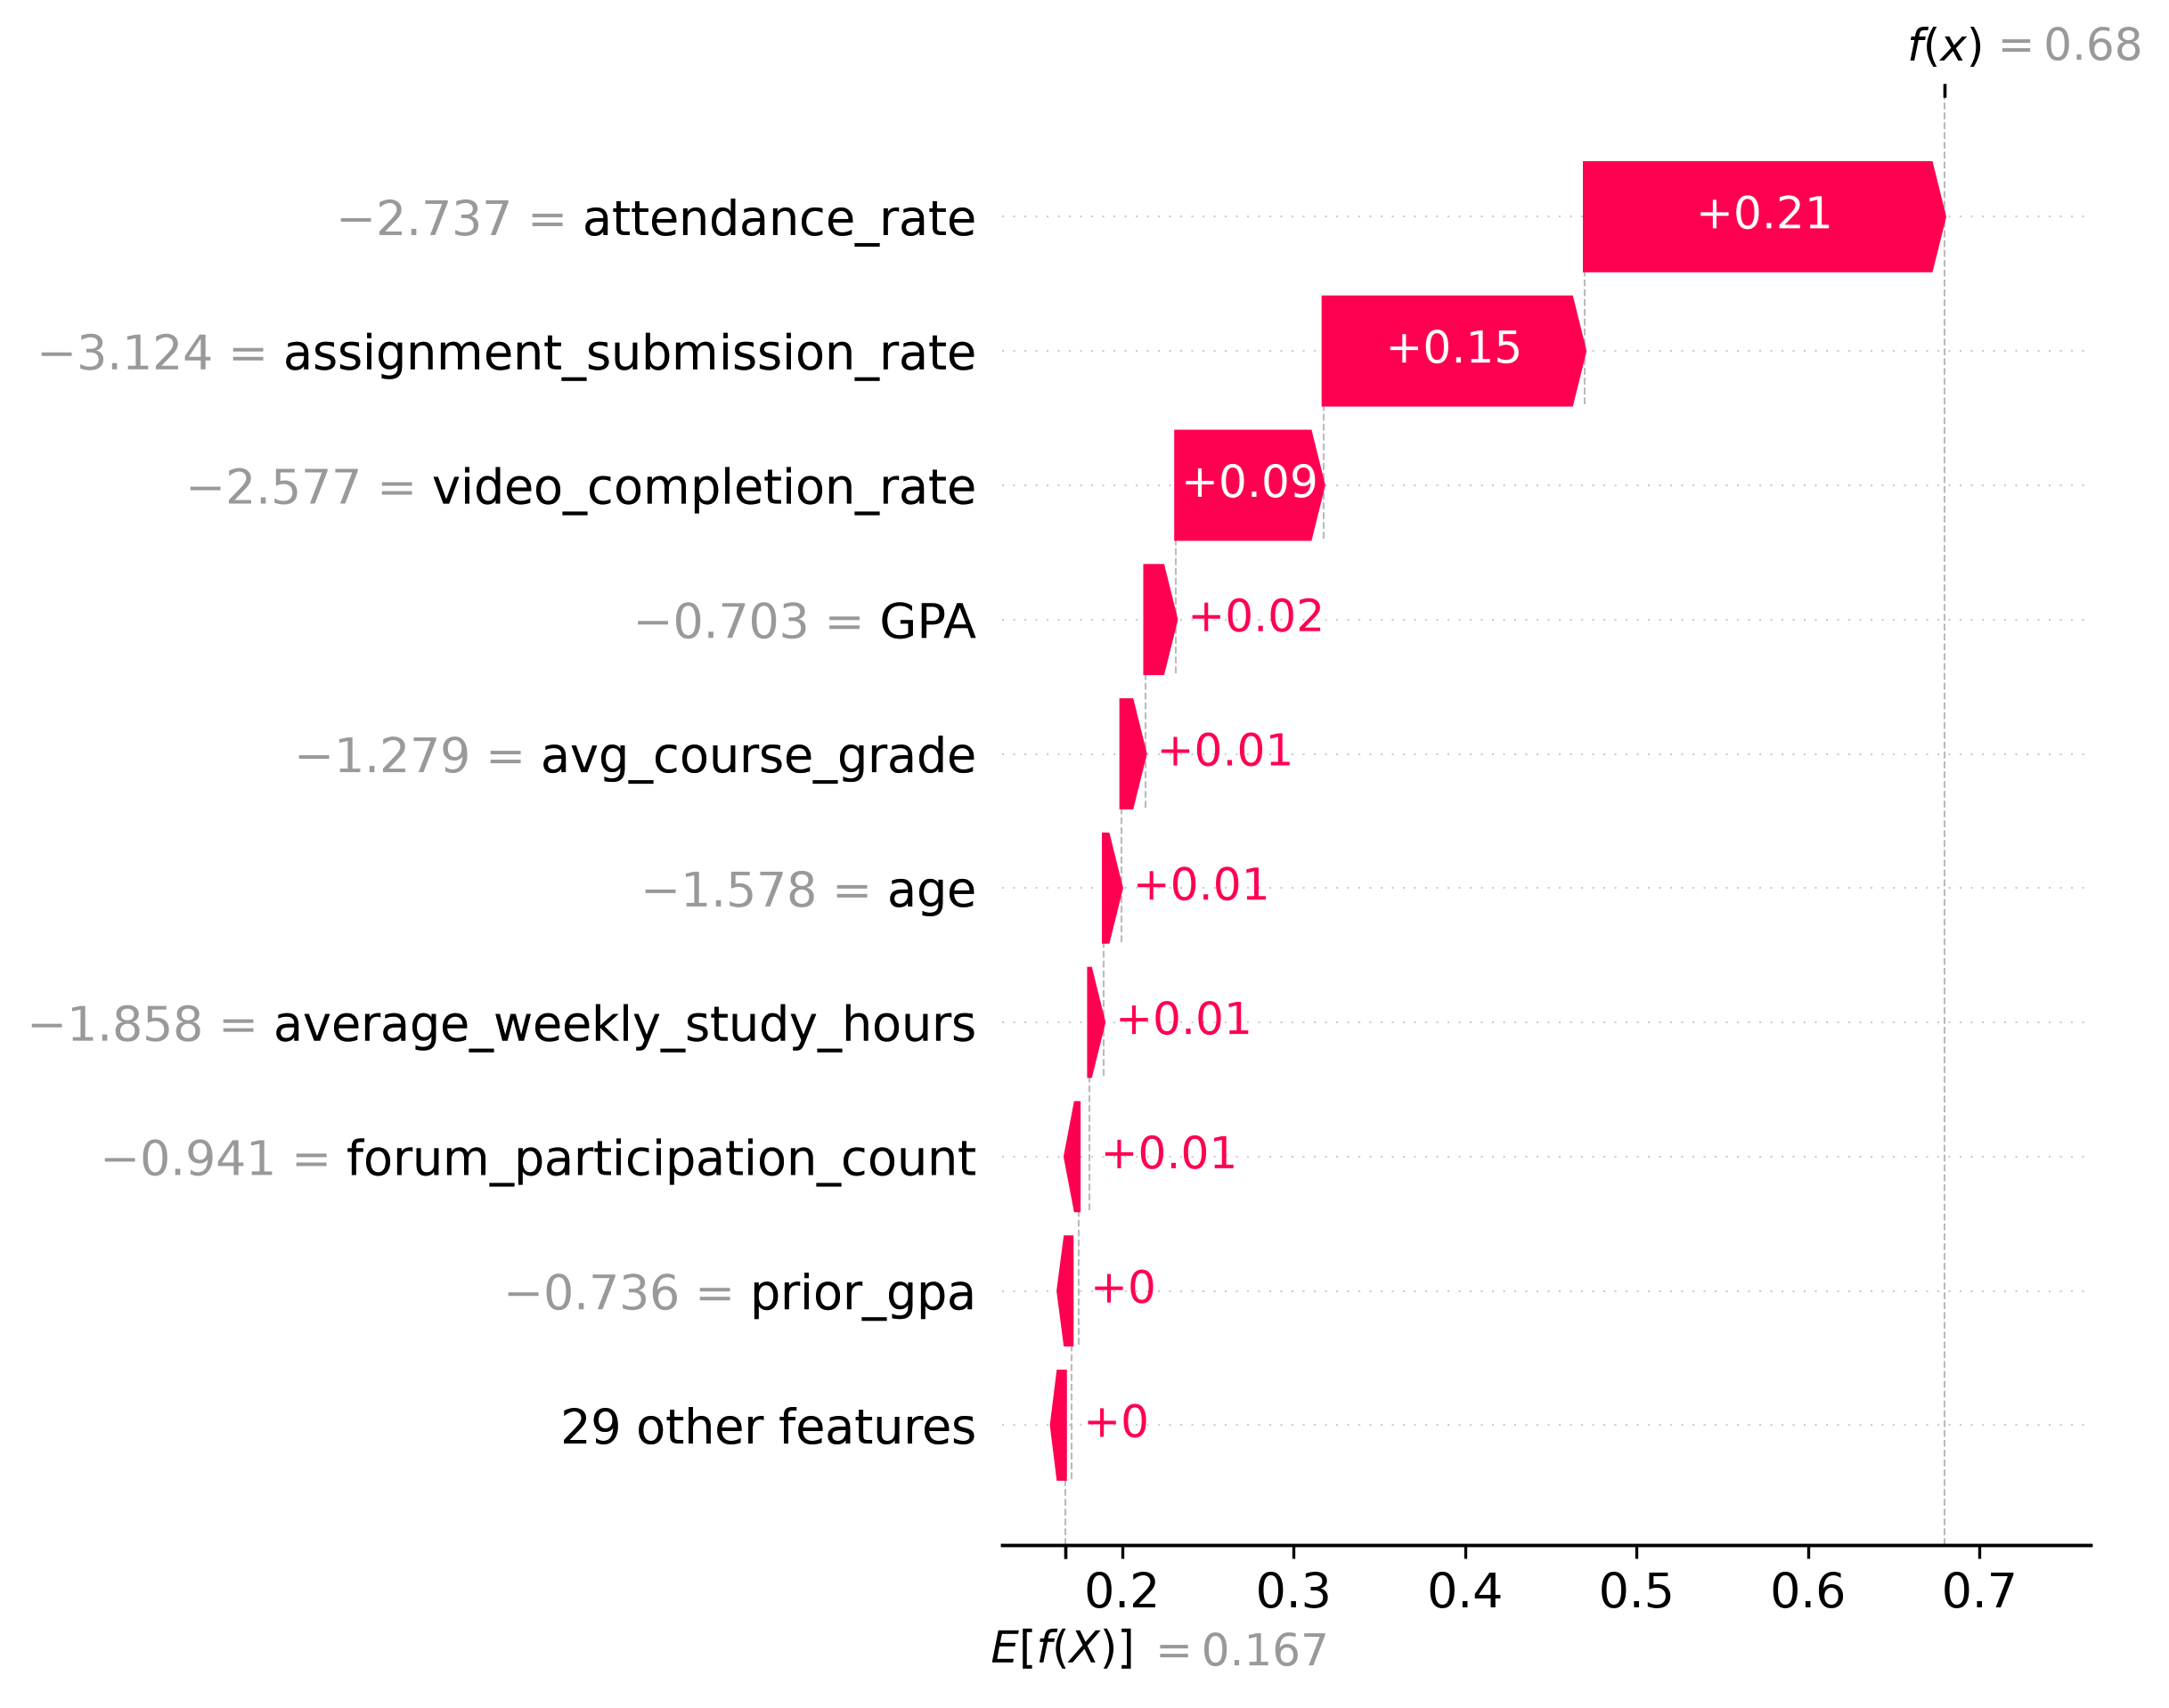 f(x) = 0.68
−2.737 = attendance_rate +0.21
−3.124 = assignment_submission_rate +0.15
−2.577 = video_completion_rate +0.09
−0.703 = GPA +0.02
−1.279 = avg_course_grade +0.01
−1.578 = age +0.01
−1.858 = average_weekly_study_hours +0.01
−0.941 = forum_participation_count +0.01
−0.736 = prior_gpa +0
29 other features +0
0.2 0.3 0.4 0.5 0.6 0.7
E[f(X)] = 0.167